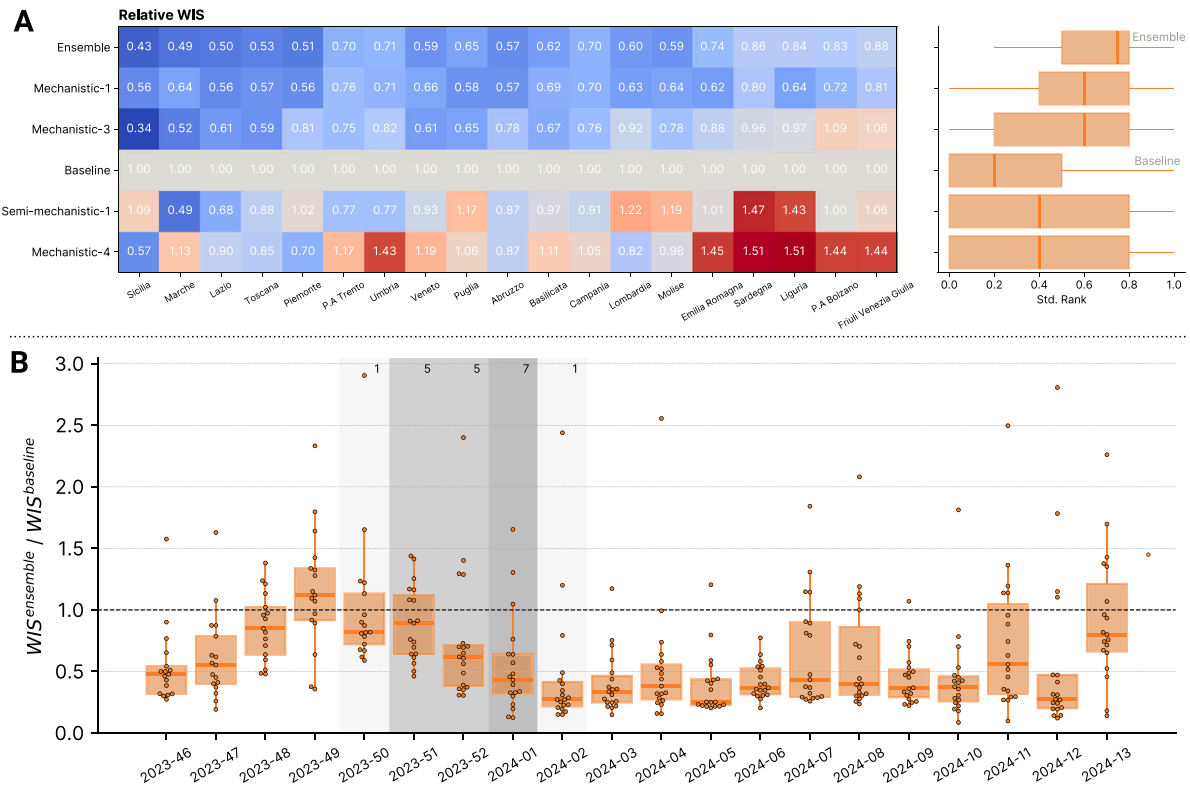 A
Relative WIS
Ensemble 0.43 0.49 0.50 0.53 0.51 0.70 0.71 0.59 0.65 0.57 0.62 0.70 0.60 0.59 0.74 0.86 0.84 0.83 0.88
Mechanistic-1 0.56 0.64 0.56 0.57 0.56 0.76 0.71 0.66 0.58 0.57 0.69 0.70 0.63 0.64 0.62 0.80 0.64 0.72 0.81
Mechanistic-3 0.34 0.52 0.61 0.59 0.81 0.75 0.82 0.61 0.65 0.78 0.67 0.76 0.92 0.78 0.88 0.96 0.97 1.09 1.06
Baseline 1.00 1.00 1.00 1.00 1.00 1.00 1.00 1.00 1.00 1.00 1.00 1.00 1.00 1.00 1.00 1.00 1.00 1.00 1.00
Semi-mechanistic-1 1.09 0.49 0.68 0.88 1.02 0.77 0.77 0.93 1.17 0.87 0.97 0.91 1.22 1.19 1.01 1.47 1.43 1.00 1.06
Mechanistic-4 0.57 1.13 0.90 0.85 0.70 1.17 1.43 1.19 1.06 0.87 1.11 1.05 0.82 0.98 1.45 1.51 1.51 1.44 1.44
Sicilia Marche Lazio Toscana Piemonte P.A Trento Umbria Veneto Puglia Abruzzo Basilicata Campania Lombardia Molise Emilia Romagna Sardegna Liguria P.A Bolzano Friuli Venezia Giulia
Ensemble
Baseline
0.0 0.2 0.4 0.6 0.8 1.0
Std. Rank
B
WIS^ensemble / WIS^baseline
3.0
2.5
2.0
1.5
1.0
0.5
0.0
1 5 5 7 1
2023-46 2023-47 2023-48 2023-49 2023-50 2023-51 2023-52 2024-01 2024-02 2024-03 2024-04 2024-05 2024-06 2024-07 2024-08 2024-09 2024-10 2024-11 2024-12 2024-13